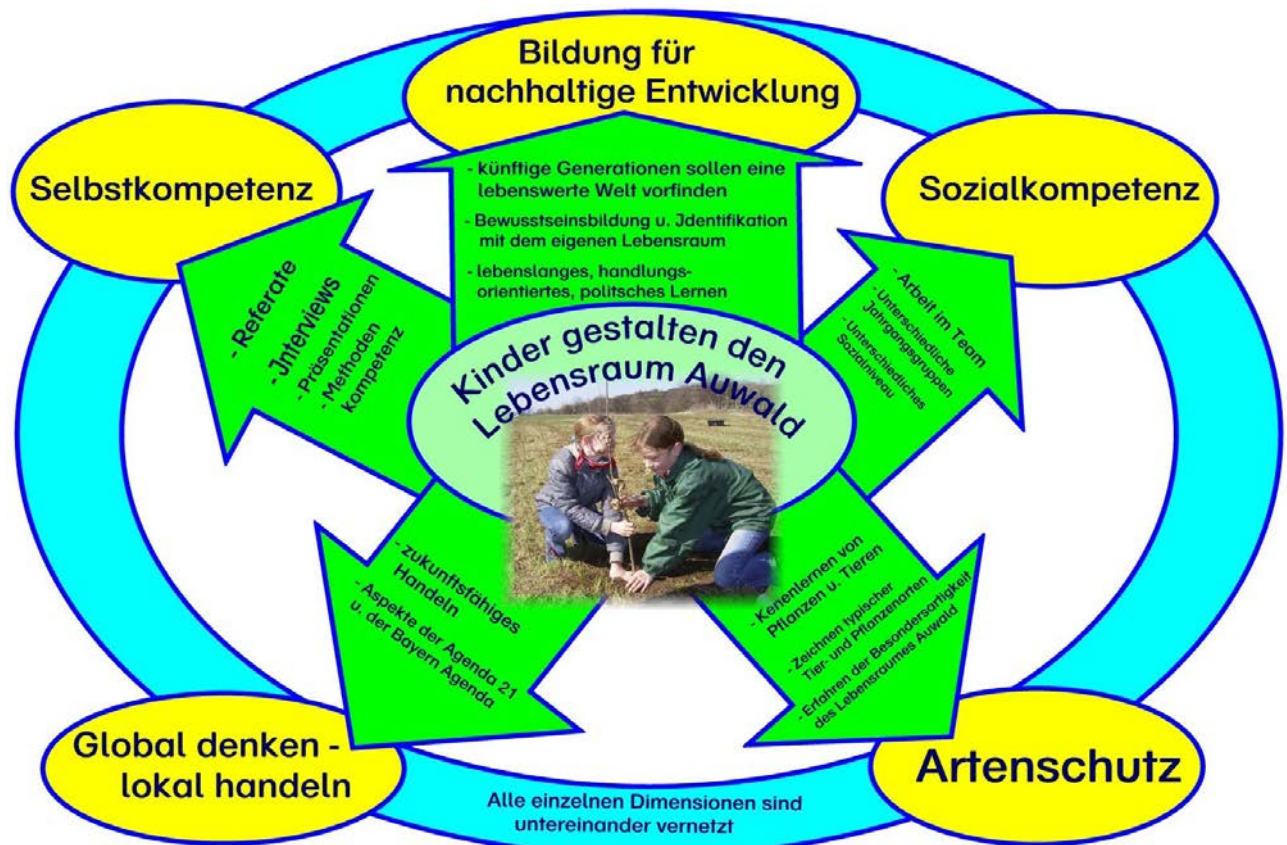 Bildung für
nachhaltige Entwicklung
Selbstkompetenz
Sozialkompetenz
- künftige Generationen sollen eine
lebenswerte Welt vorfinden
- Bewusstseinsbildung u. Jdentifikation
mit dem eigenen Lebensraum
- lebenslanges, handlungs-
orientiertes, politsches Lernen
- Referate
- Jnterviews
- Präsentationen
- Methoden
kompetenz
- Arbeit im Team
- Unterschiedliche
Jahrgangsgruppen
- Unterschiedliches
Sozialniveau
Kinder gestalten den
Lebensraum Auwald
- zukunftsfähiges
Handeln
- Aspekte der Agenda 21
u. der Bayern Agenda
- Kenenlernen von
Pflanzen u. Tieren
- Zeichnen typischer
Tier- und Pflanzenarten
- Erfahren der Besondersartigkeit
des Lebensraumes Auwald
Global denken -
lokal handeln
Artenschutz
Alle einzelnen Dimensionen sind
untereinander vernetzt